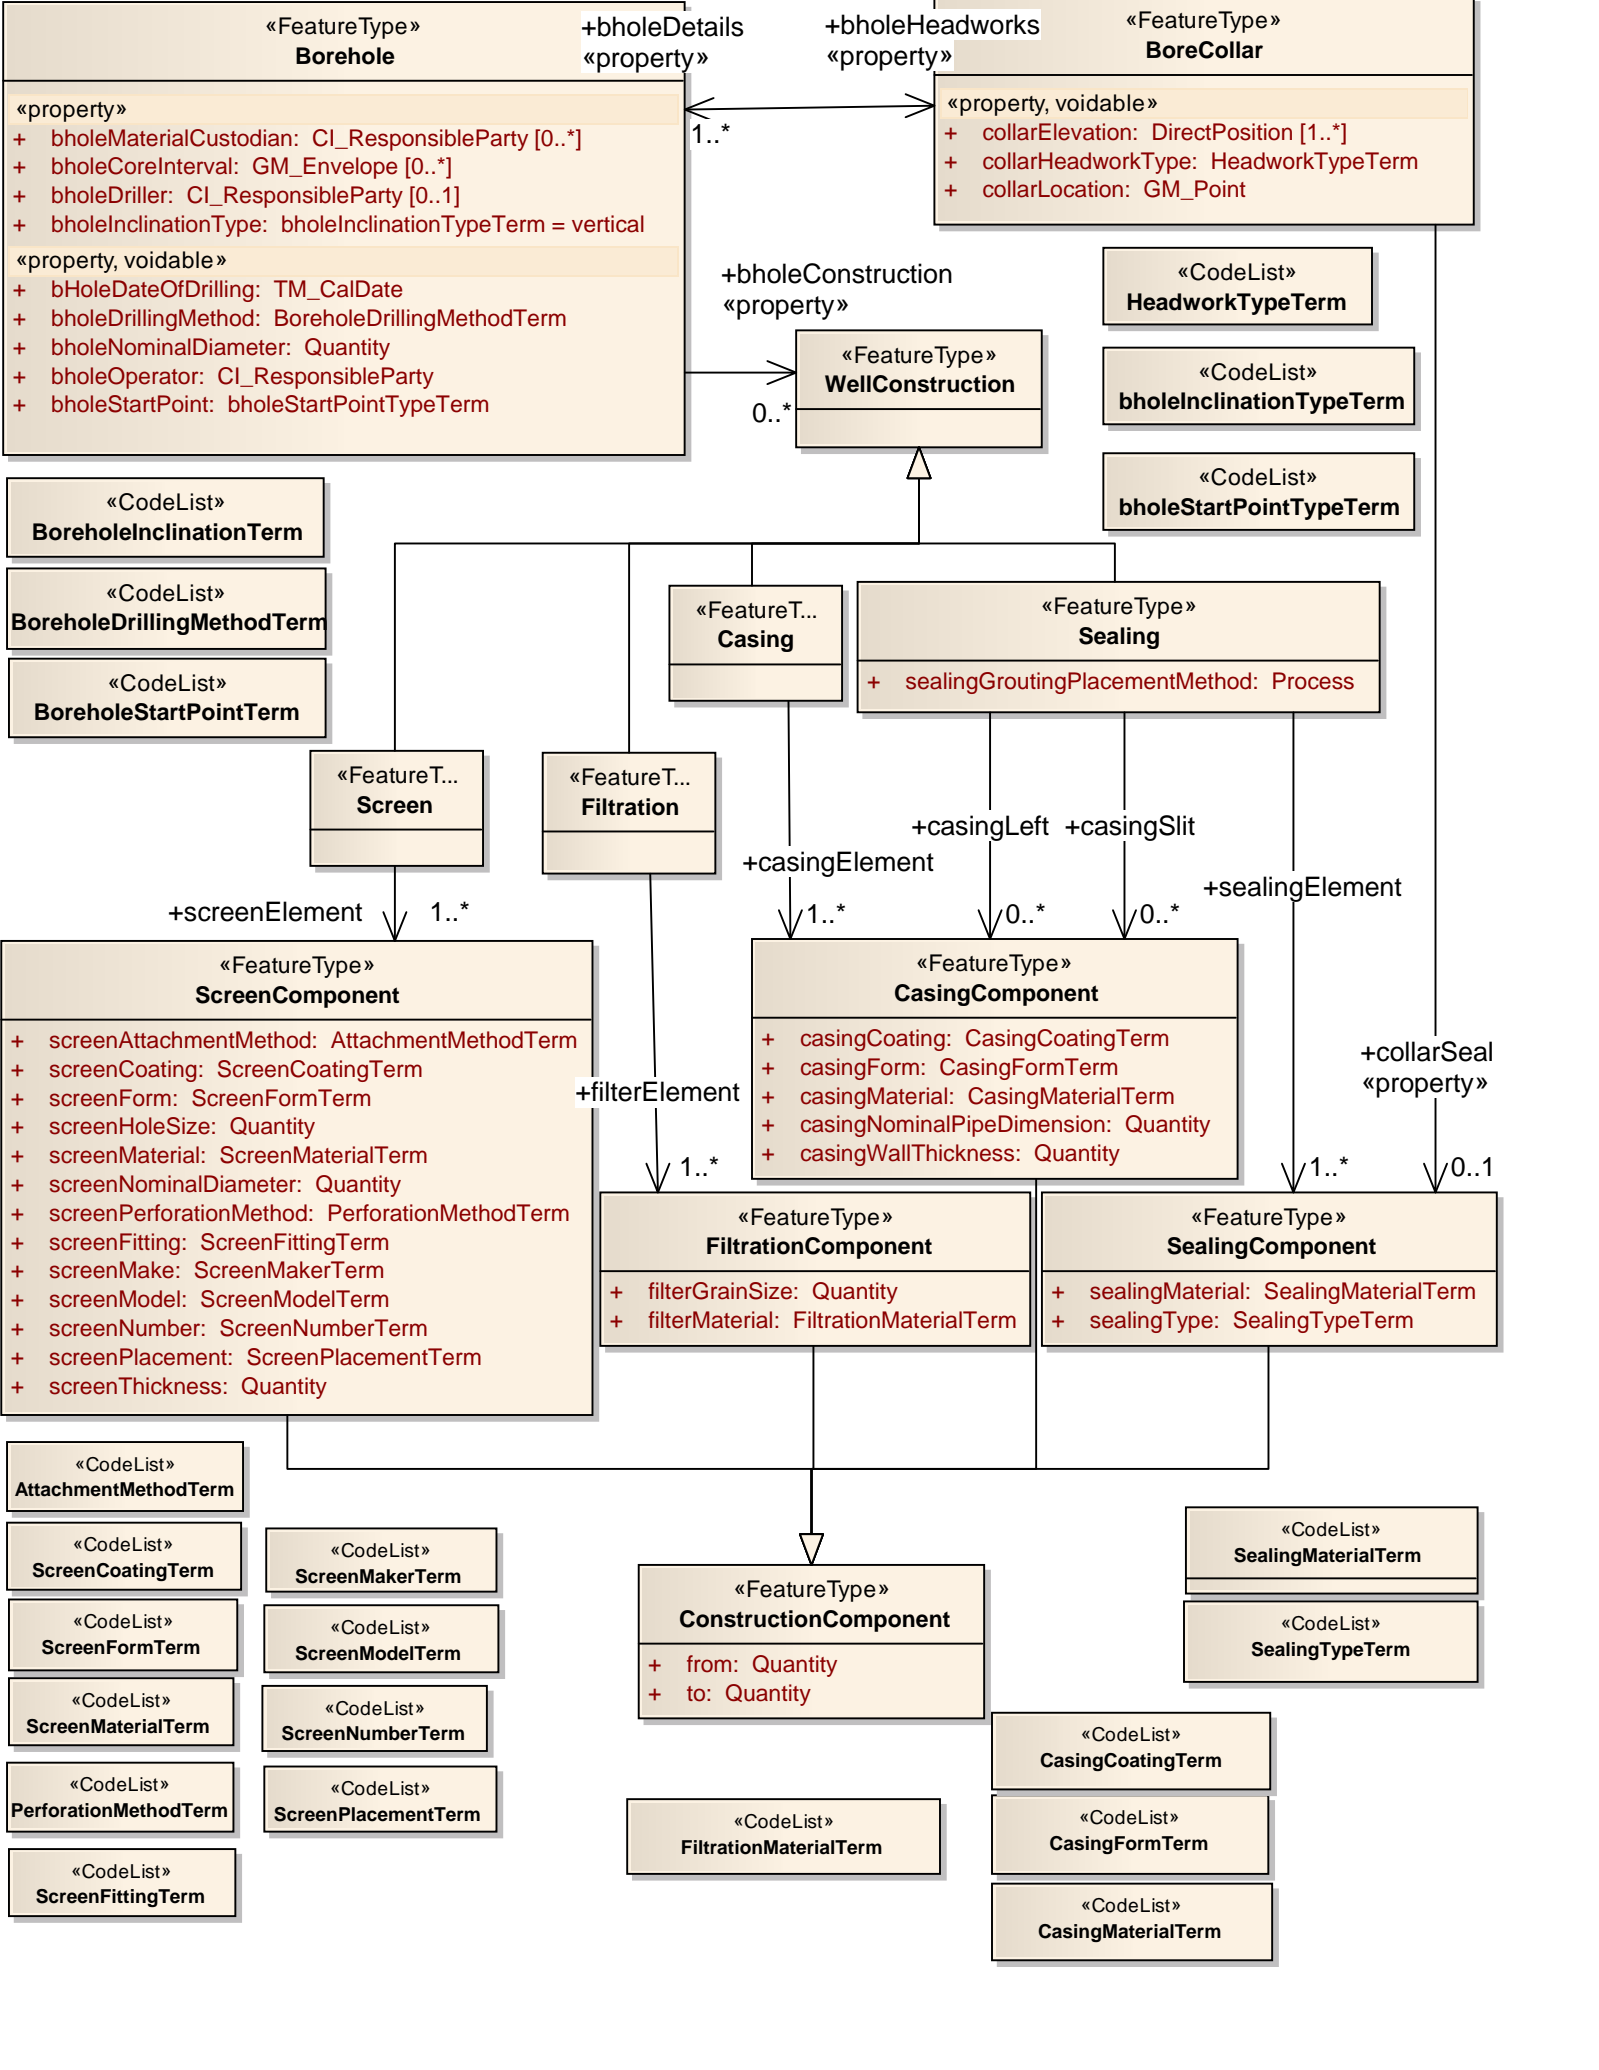 «FeatureType»
Borehole
«property»
+ bholeMaterialCustodian: CI_ResponsibleParty [0..*]
+ bholeCoreInterval: GM_Envelope [0..*]
+ bholeDriller: CI_ResponsibleParty [0..1]
+ bholeInclinationType: bholeInclinationTypeTerm = vertical
«property, voidable»
+ bHoleDateOfDrilling: TM_CalDate
+ bholeDrillingMethod: BoreholeDrillingMethodTerm
+ bholeNominalDiameter: Quantity
+ bholeOperator: CI_ResponsibleParty
+ bholeStartPoint: bholeStartPointTypeTerm
+bholeDetails
«property»
1..*
+bholeHeadworks
«property»
«FeatureType»
BoreCollar
«property, voidable»
+ collarElevation: DirectPosition [1..*]
+ collarHeadworkType: HeadworkTypeTerm
+ collarLocation: GM_Point
+bholeConstruction
«property»
0..*
«FeatureType»
WellConstruction
«CodeList»
HeadworkTypeTerm
«CodeList»
bholeInclinationTypeTerm
«CodeList»
bholeStartPointTypeTerm
«CodeList»
BoreholeInclinationTerm
«CodeList»
BoreholeDrillingMethodTerm
«CodeList»
BoreholeStartPointTerm
«FeatureT...
Casing
«FeatureType»
Sealing
+ sealingGroutingPlacementMethod: Process
«FeatureT...
Screen
«FeatureT...
Filtration
+casingElement
1..*
+casingLeft
0..*
+casingSlit
0..*
+sealingElement
1..*
+screenElement
1..*
+filterElement
1..*
+collarSeal
«property»
0..1
«FeatureType»
ScreenComponent
+ screenAttachmentMethod: AttachmentMethodTerm
+ screenCoating: ScreenCoatingTerm
+ screenForm: ScreenFormTerm
+ screenHoleSize: Quantity
+ screenMaterial: ScreenMaterialTerm
+ screenNominalDiameter: Quantity
+ screenPerforationMethod: PerforationMethodTerm
+ screenFitting: ScreenFittingTerm
+ screenMake: ScreenMakerTerm
+ screenModel: ScreenModelTerm
+ screenNumber: ScreenNumberTerm
+ screenPlacement: ScreenPlacementTerm
+ screenThickness: Quantity
«FeatureType»
CasingComponent
+ casingCoating: CasingCoatingTerm
+ casingForm: CasingFormTerm
+ casingMaterial: CasingMaterialTerm
+ casingNominalPipeDimension: Quantity
+ casingWallThickness: Quantity
«FeatureType»
FiltrationComponent
+ filterGrainSize: Quantity
+ filterMaterial: FiltrationMaterialTerm
«FeatureType»
SealingComponent
+ sealingMaterial: SealingMaterialTerm
+ sealingType: SealingTypeTerm
«CodeList»
AttachmentMethodTerm
«CodeList»
ScreenCoatingTerm
«CodeList»
ScreenFormTerm
«CodeList»
ScreenMaterialTerm
«CodeList»
PerforationMethodTerm
«CodeList»
ScreenFittingTerm
«CodeList»
ScreenMakerTerm
«CodeList»
ScreenModelTerm
«CodeList»
ScreenNumberTerm
«CodeList»
ScreenPlacementTerm
«FeatureType»
ConstructionComponent
+ from: Quantity
+ to: Quantity
«CodeList»
FiltrationMaterialTerm
«CodeList»
SealingMaterialTerm
«CodeList»
SealingTypeTerm
«CodeList»
CasingCoatingTerm
«CodeList»
CasingFormTerm
«CodeList»
CasingMaterialTerm